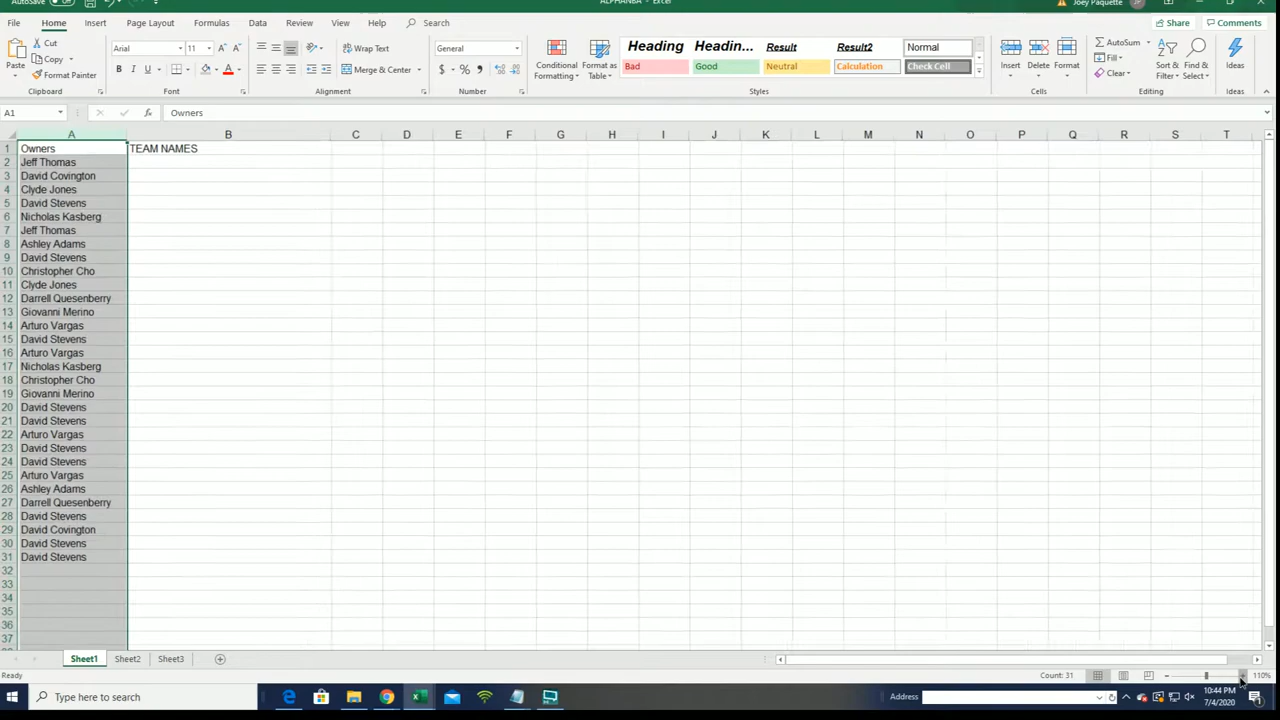 AutoSave Off ALPHANBA - Excel Joey Paquette JP
File Home Insert Page Layout Formulas Data Review View Help Search Share Comments
Paste Cut Copy Format Painter Clipboard
Arial 11 A A B I U A Font
Wrap Text Merge & Center Alignment
General $ % 9 Number
Conditional Formatting Format as Table
Heading Headin... Result Result2 Normal
Bad Good Neutral Calculation Check Cell
Styles
Insert Delete Format Cells
AutoSum Fill Clear Sort & Filter Find & Select Editing
Ideas Ideas
A1 fx Owners
A B C D E F G H I J K L M N O P Q R S T
1 Owners TEAM NAMES
2 Jeff Thomas
3 David Covington
4 Clyde Jones
5 David Stevens
6 Nicholas Kasberg
7 Jeff Thomas
8 Ashley Adams
9 David Stevens
10 Christopher Cho
11 Clyde Jones
12 Darrell Quesenberry
13 Giovanni Merino
14 Arturo Vargas
15 David Stevens
16 Arturo Vargas
17 Nicholas Kasberg
18 Christopher Cho
19 Giovanni Merino
20 David Stevens
21 David Stevens
22 Arturo Vargas
23 David Stevens
24 David Stevens
25 Arturo Vargas
26 Ashley Adams
27 Darrell Quesenberry
28 David Stevens
29 David Covington
30 David Stevens
31 David Stevens
32
33
34
35
36
37
Sheet1 Sheet2 Sheet3
Ready Count: 31 110%
Type here to search Address 10:44 PM
7/4/2020